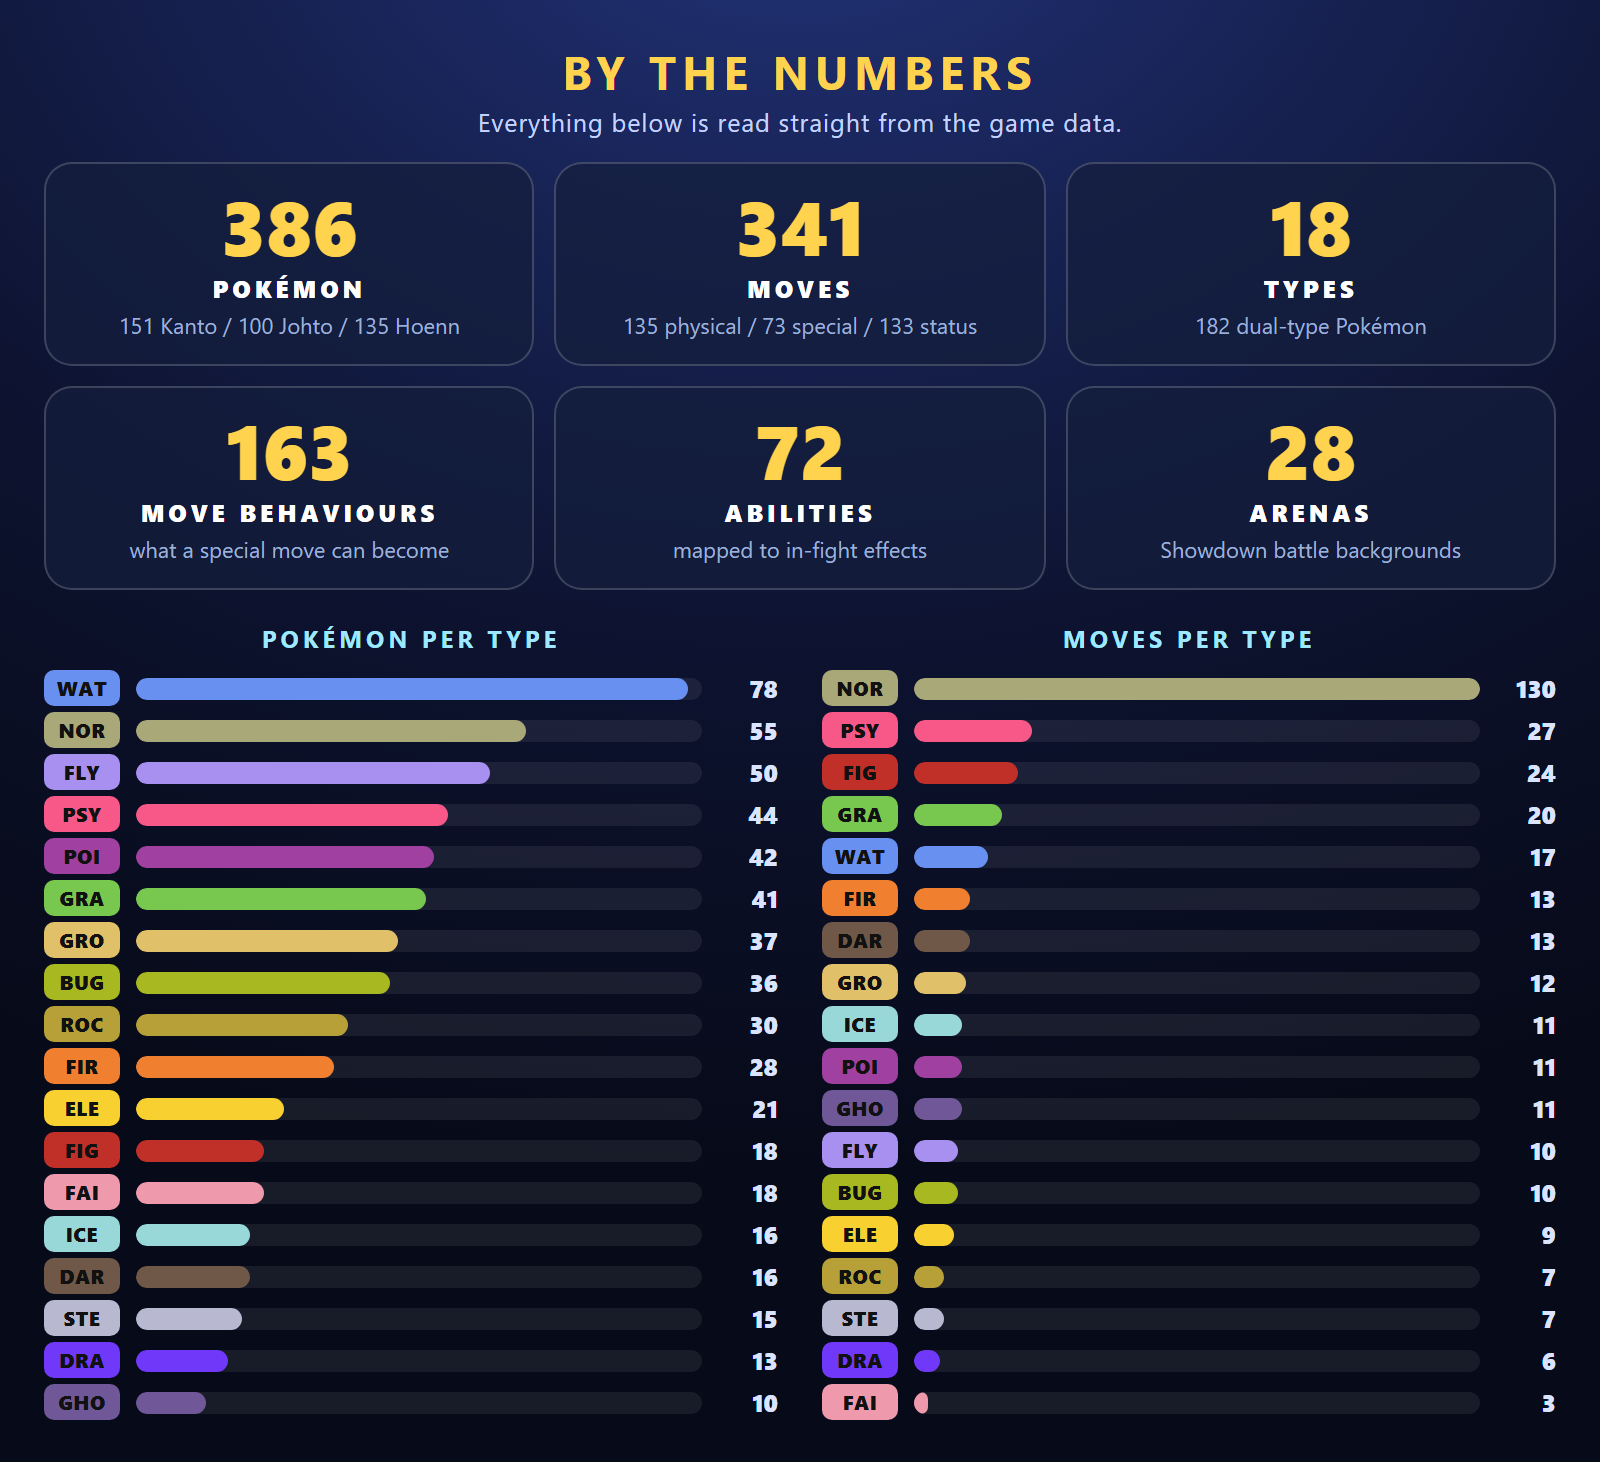 BY THE NUMBERS
Everything below is read straight from the game data.
386
POKÉMON
151 Kanto / 100 Johto / 135 Hoenn
341
MOVES
135 physical / 73 special / 133 status
18
TYPES
182 dual-type Pokémon
163
MOVE BEHAVIOURS
what a special move can become
72
ABILITIES
mapped to in-fight effects
28
ARENAS
Showdown battle backgrounds
POKÉMON PER TYPE
WAT 78
NOR 55
FLY 50
PSY 44
POI 42
GRA 41
GRO 37
BUG 36
ROC 30
FIR 28
ELE 21
FIG 18
FAI 18
ICE 16
DAR 16
STE 15
DRA 13
GHO 10
MOVES PER TYPE
NOR 130
PSY 27
FIG 24
GRA 20
WAT 17
FIR 13
DAR 13
GRO 12
ICE 11
POI 11
GHO 11
FLY 10
BUG 10
ELE 9
ROC 7
STE 7
DRA 6
FAI 3